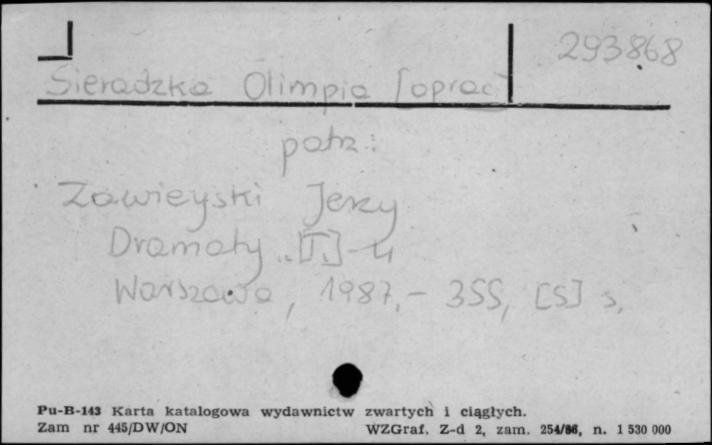 293868
Sieradzka Olimpia [oprac]
patrz:
Zawieyski Jerzy
Dramaty [T.] 4
Warszawa, 1987,- 355, [5] s,
Pu-B-143 Karta katalogowa wydawnictw zwartych i ciągłych.
Zam nr 445/DW/ON WZGraf. Z-d 2, zam. 254/86, n. 1 530 000